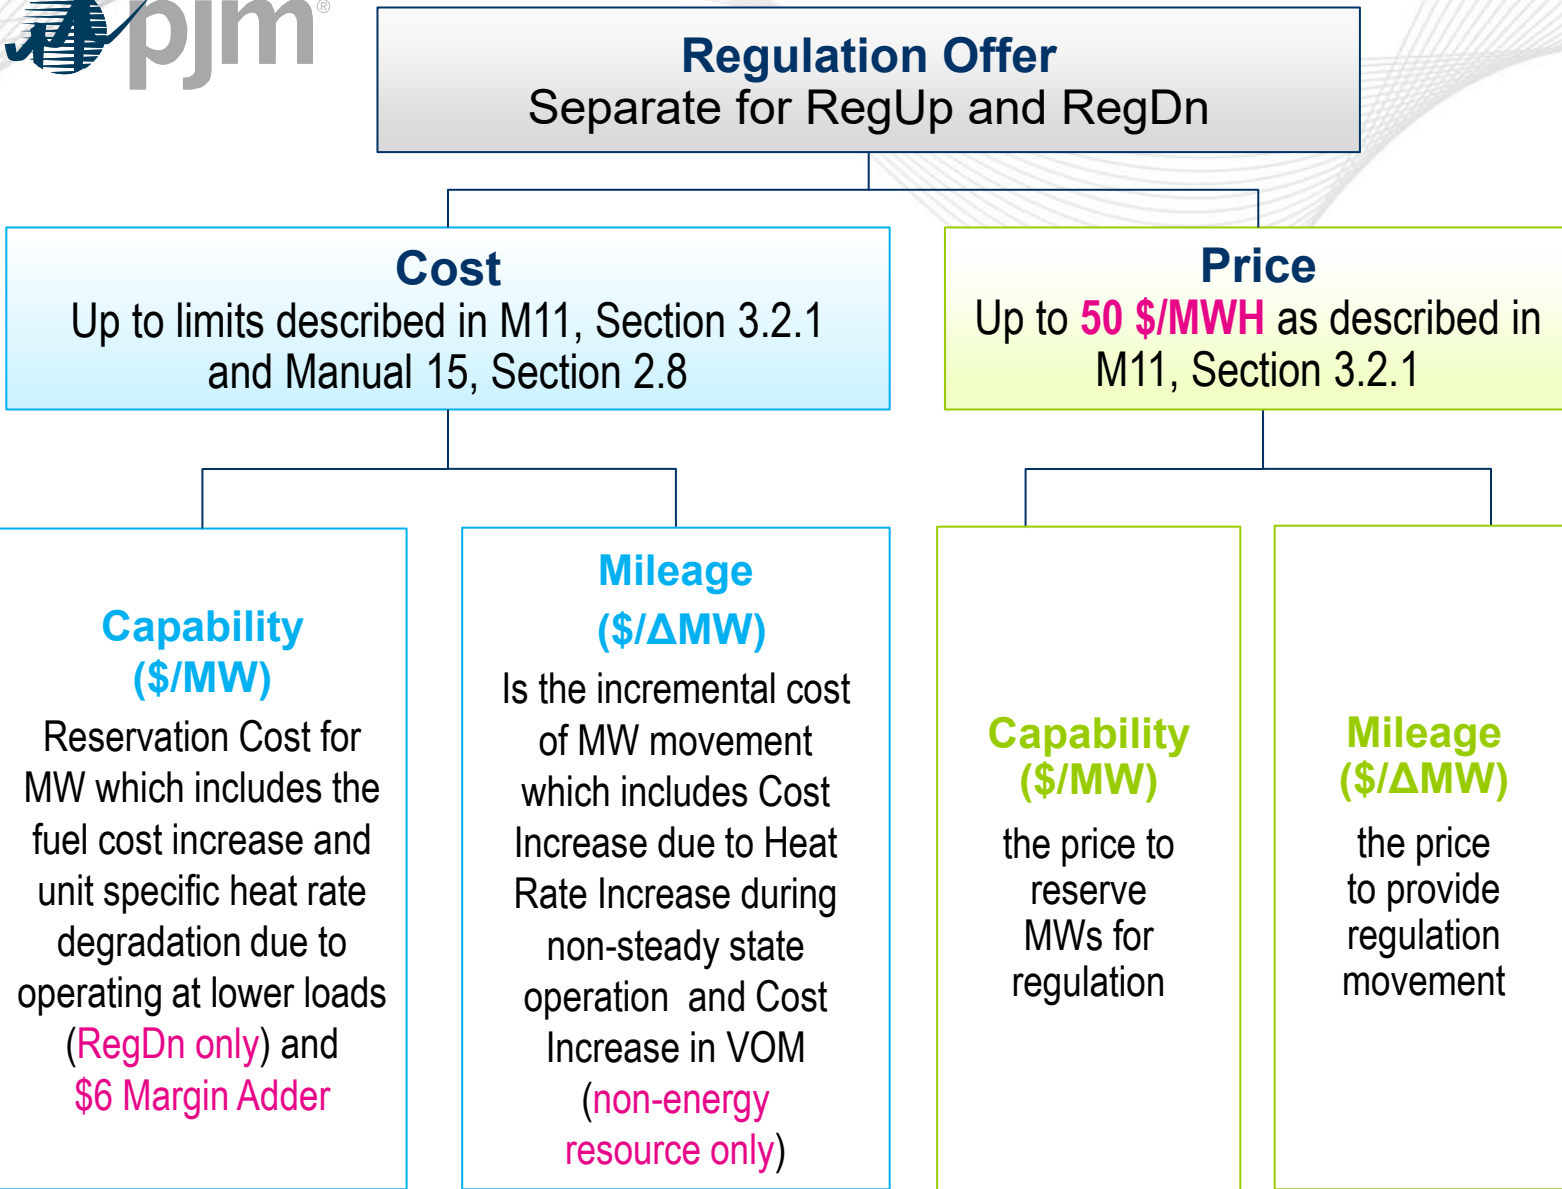 pjm®
Regulation Offer
Separate for RegUp and RegDn
Cost
Up to limits described in M11, Section 3.2.1
and Manual 15, Section 2.8
Price
Up to 50 $/MWH as described in
M11, Section 3.2.1
Capability
($/MW)
Reservation Cost for
MW which includes the
fuel cost increase and
unit specific heat rate
degradation due to
operating at lower loads
(RegDn only) and
$6 Margin Adder
Mileage
($/ΔMW)
Is the incremental cost
of MW movement
which includes Cost
Increase due to Heat
Rate Increase during
non-steady state
operation  and Cost
Increase in VOM
(non-energy
resource only)
Capability
($/MW)
the price to
reserve
MWs for
regulation
Mileage
($/ΔMW)
the price
to provide
regulation
movement